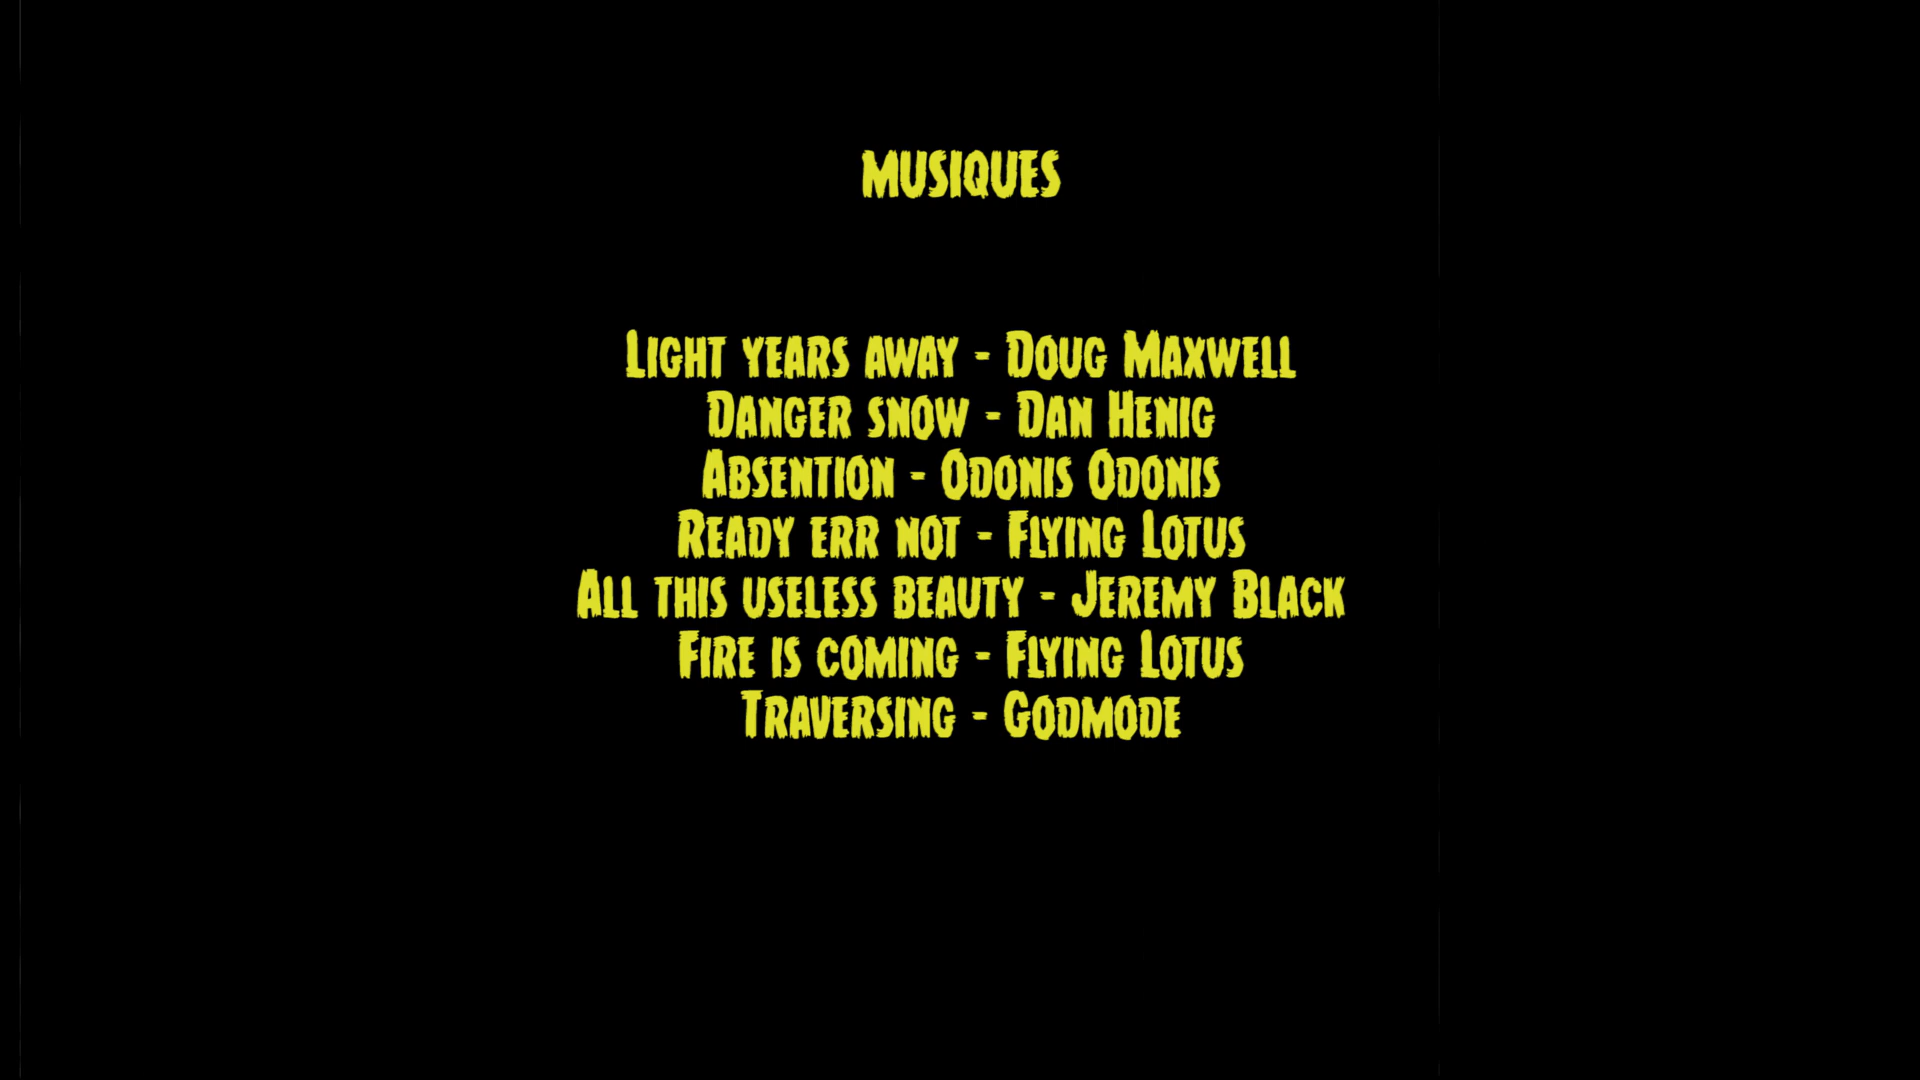 MUSIQUES
Light years away - Doug Maxwell
Danger snow - Dan Henig
Absention - Odonis Odonis
Ready err not - Flying Lotus
All this useless beauty - Jeremy Black
Fire is coming - Flying Lotus
Traversing - Godmode